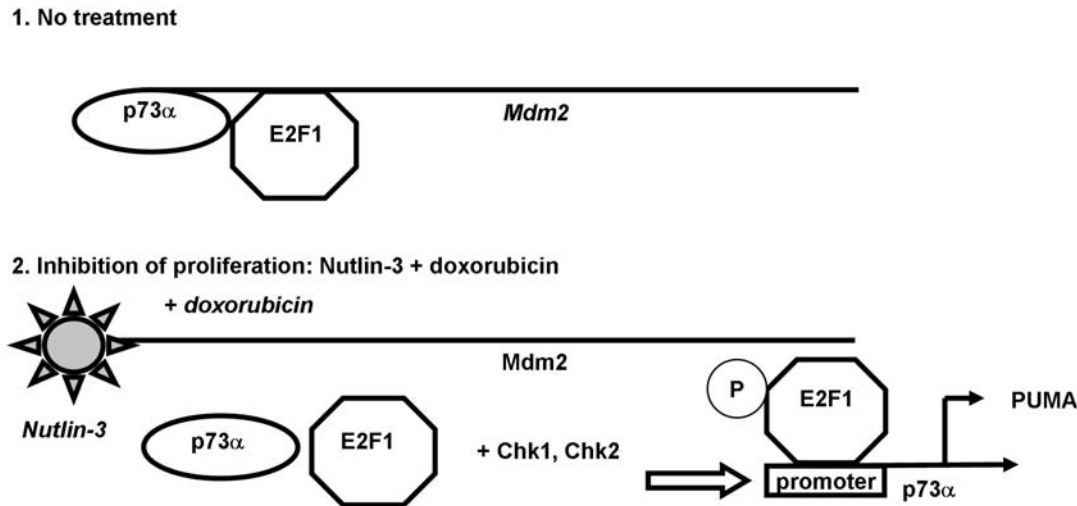 1. No treatment
p73α
E2F1
Mdm2
2. Inhibition of proliferation: Nutlin-3 + doxorubicin
+ doxorubicin
Mdm2
Nutlin-3
p73α
E2F1
+ Chk1, Chk2
P
E2F1
PUMA
promoter
p73α